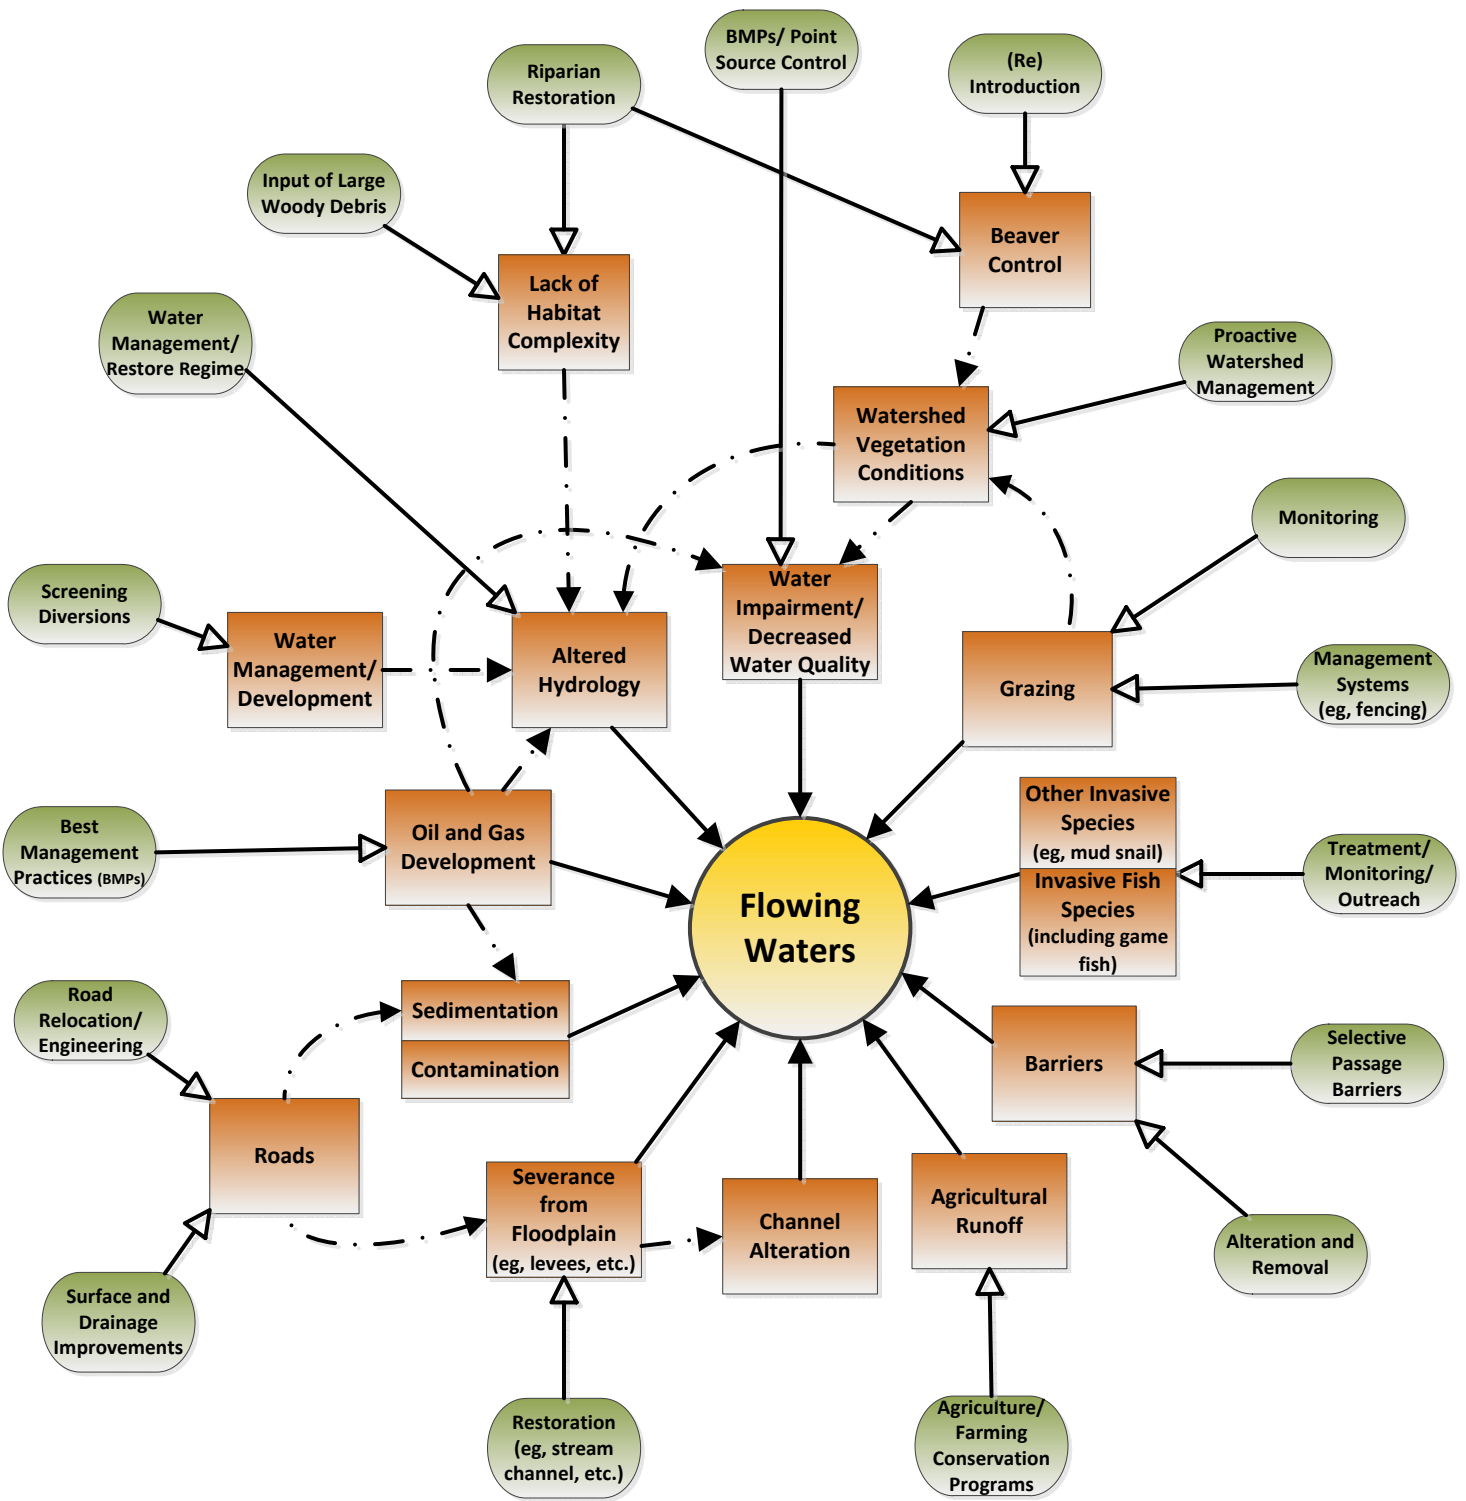 BMPs/ Point
Source Control
(Re)
Introduction
Riparian
Restoration
Input of Large
Woody Debris
Beaver
Control
Lack of
Habitat
Complexity
Water
Management/
Restore Regime
Proactive
Watershed
Management
Watershed
Vegetation
Conditions
Monitoring
Screening
Diversions
Water
Management/
Development
Altered
Hydrology
Water
Impairment/
Decreased
Water Quality
Grazing
Management
Systems
(eg, fencing)
Best
Management
Practices (BMPs)
Oil and Gas
Development
Other Invasive
Species
(eg, mud snail)
Invasive Fish
Species
(including game
fish)
Treatment/
Monitoring/
Outreach
Flowing
Waters
Road
Relocation/
Engineering
Sedimentation
Contamination
Barriers
Selective
Passage
Barriers
Roads
Severance
from
Floodplain
(eg, levees, etc.)
Channel
Alteration
Agricultural
Runoff
Alteration and
Removal
Surface and
Drainage
Improvements
Restoration
(eg, stream
channel, etc.)
Agriculture/
Farming
Conservation
Programs